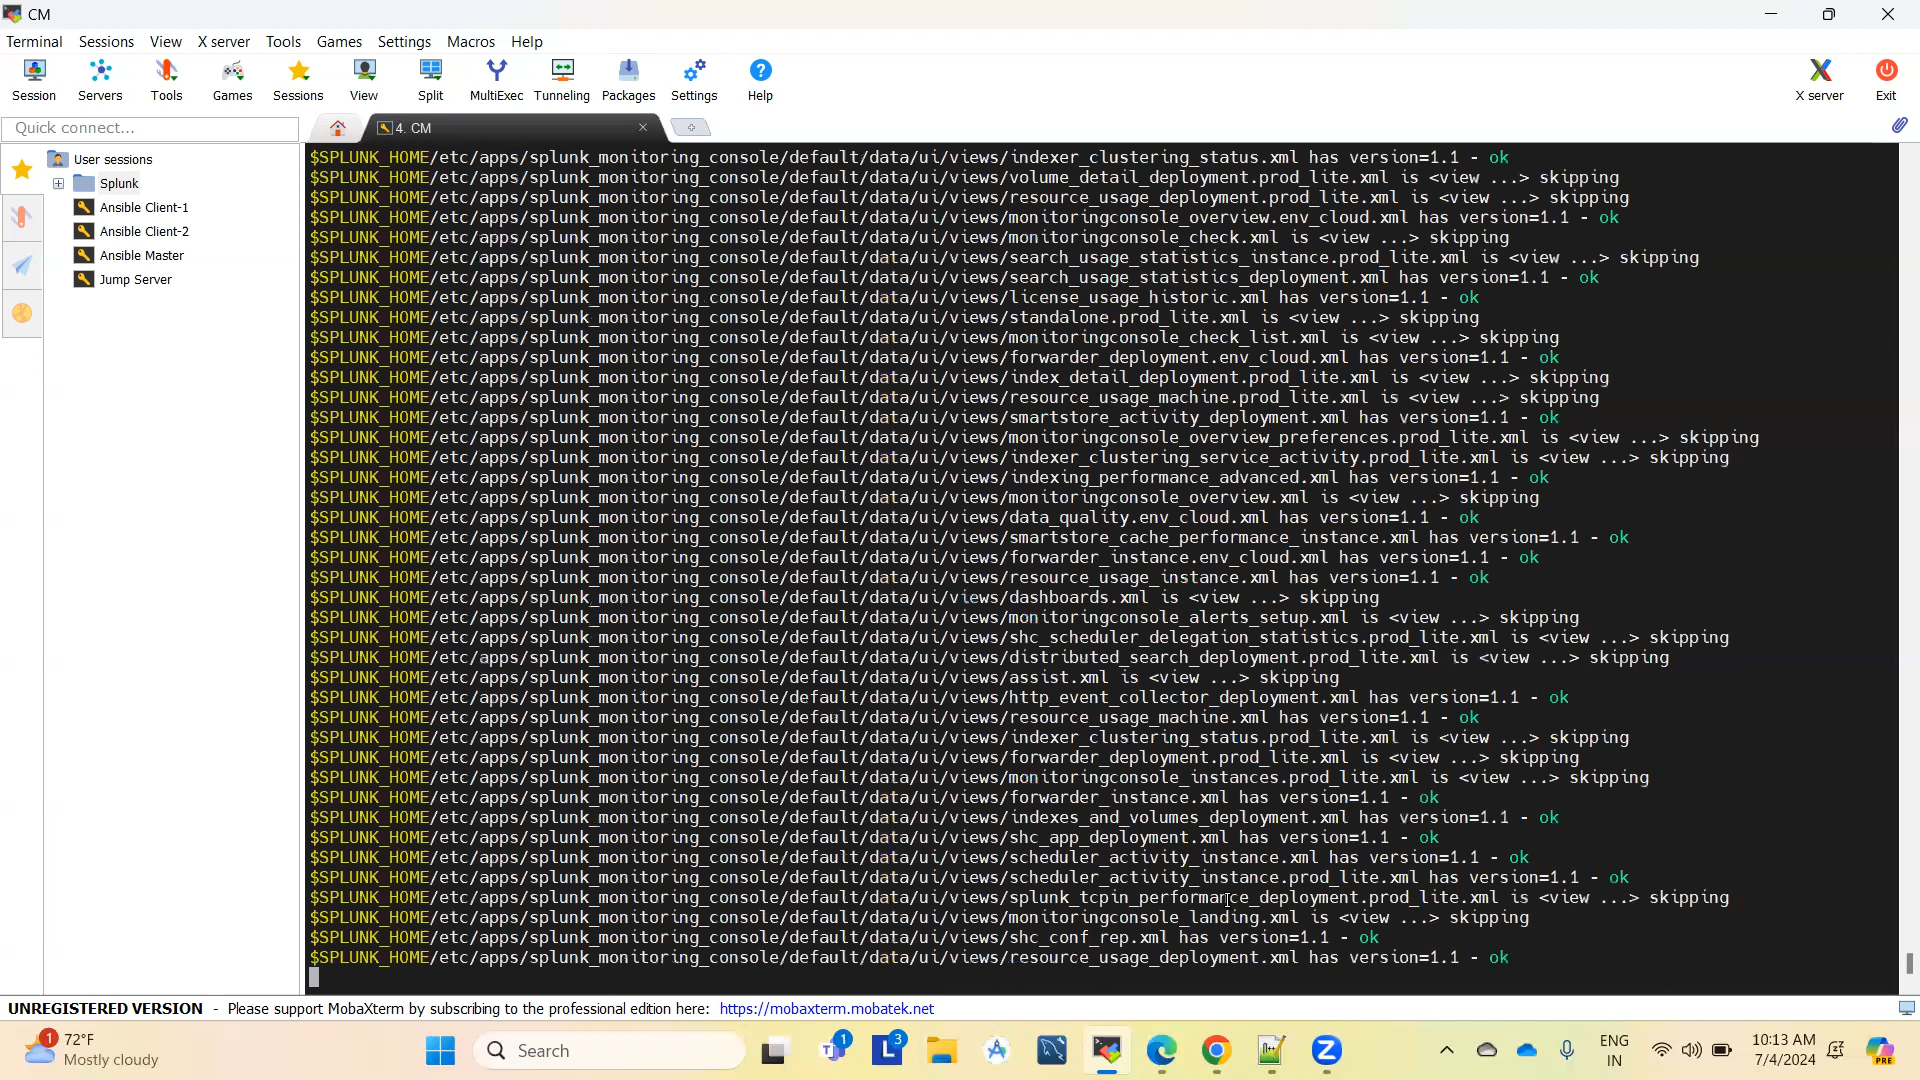 CM
Terminal Sessions View X server Tools Games Settings Macros Help
Session Servers Tools Games Sessions View Split MultiExec Tunneling Packages Settings Help X server Exit
Quick connect...
4. CM
User sessions
Splunk
Ansible Client-1
Ansible Client-2
Ansible Master
Jump Server
$SPLUNK_HOME/etc/apps/splunk_monitoring_console/default/data/ui/views/indexer_clustering_status.xml has version=1.1 - ok
$SPLUNK_HOME/etc/apps/splunk_monitoring_console/default/data/ui/views/volume_detail_deployment.prod_lite.xml is <view ...> skipping
$SPLUNK_HOME/etc/apps/splunk_monitoring_console/default/data/ui/views/resource_usage_deployment.prod_lite.xml is <view ...> skipping
$SPLUNK_HOME/etc/apps/splunk_monitoring_console/default/data/ui/views/monitoringconsole_overview.env_cloud.xml has version=1.1 - ok
$SPLUNK_HOME/etc/apps/splunk_monitoring_console/default/data/ui/views/monitoringconsole_check.xml is <view ...> skipping
$SPLUNK_HOME/etc/apps/splunk_monitoring_console/default/data/ui/views/search_usage_statistics_instance.prod_lite.xml is <view ...> skipping
$SPLUNK_HOME/etc/apps/splunk_monitoring_console/default/data/ui/views/search_usage_statistics_deployment.xml has version=1.1 - ok
$SPLUNK_HOME/etc/apps/splunk_monitoring_console/default/data/ui/views/license_usage_historic.xml has version=1.1 - ok
$SPLUNK_HOME/etc/apps/splunk_monitoring_console/default/data/ui/views/standalone.prod_lite.xml is <view ...> skipping
$SPLUNK_HOME/etc/apps/splunk_monitoring_console/default/data/ui/views/monitoringconsole_check_list.xml is <view ...> skipping
$SPLUNK_HOME/etc/apps/splunk_monitoring_console/default/data/ui/views/forwarder_deployment.env_cloud.xml has version=1.1 - ok
$SPLUNK_HOME/etc/apps/splunk_monitoring_console/default/data/ui/views/index_detail_deployment.prod_lite.xml is <view ...> skipping
$SPLUNK_HOME/etc/apps/splunk_monitoring_console/default/data/ui/views/resource_usage_machine.prod_lite.xml is <view ...> skipping
$SPLUNK_HOME/etc/apps/splunk_monitoring_console/default/data/ui/views/smartstore_activity_deployment.xml has version=1.1 - ok
$SPLUNK_HOME/etc/apps/splunk_monitoring_console/default/data/ui/views/monitoringconsole_overview_preferences.prod_lite.xml is <view ...> skipping
$SPLUNK_HOME/etc/apps/splunk_monitoring_console/default/data/ui/views/indexer_clustering_service_activity.prod_lite.xml is <view ...> skipping
$SPLUNK_HOME/etc/apps/splunk_monitoring_console/default/data/ui/views/indexing_performance_advanced.xml has version=1.1 - ok
$SPLUNK_HOME/etc/apps/splunk_monitoring_console/default/data/ui/views/monitoringconsole_overview.xml is <view ...> skipping
$SPLUNK_HOME/etc/apps/splunk_monitoring_console/default/data/ui/views/data_quality.env_cloud.xml has version=1.1 - ok
$SPLUNK_HOME/etc/apps/splunk_monitoring_console/default/data/ui/views/smartstore_cache_performance_instance.xml has version=1.1 - ok
$SPLUNK_HOME/etc/apps/splunk_monitoring_console/default/data/ui/views/forwarder_instance.env_cloud.xml has version=1.1 - ok
$SPLUNK_HOME/etc/apps/splunk_monitoring_console/default/data/ui/views/resource_usage_instance.xml has version=1.1 - ok
$SPLUNK_HOME/etc/apps/splunk_monitoring_console/default/data/ui/views/dashboards.xml is <view ...> skipping
$SPLUNK_HOME/etc/apps/splunk_monitoring_console/default/data/ui/views/monitoringconsole_alerts_setup.xml is <view ...> skipping
$SPLUNK_HOME/etc/apps/splunk_monitoring_console/default/data/ui/views/shc_scheduler_delegation_statistics.prod_lite.xml is <view ...> skipping
$SPLUNK_HOME/etc/apps/splunk_monitoring_console/default/data/ui/views/distributed_search_deployment.prod_lite.xml is <view ...> skipping
$SPLUNK_HOME/etc/apps/splunk_monitoring_console/default/data/ui/views/assist.xml is <view ...> skipping
$SPLUNK_HOME/etc/apps/splunk_monitoring_console/default/data/ui/views/http_event_collector_deployment.xml has version=1.1 - ok
$SPLUNK_HOME/etc/apps/splunk_monitoring_console/default/data/ui/views/resource_usage_machine.xml has version=1.1 - ok
$SPLUNK_HOME/etc/apps/splunk_monitoring_console/default/data/ui/views/indexer_clustering_status.prod_lite.xml is <view ...> skipping
$SPLUNK_HOME/etc/apps/splunk_monitoring_console/default/data/ui/views/forwarder_deployment.prod_lite.xml is <view ...> skipping
$SPLUNK_HOME/etc/apps/splunk_monitoring_console/default/data/ui/views/monitoringconsole_instances.prod_lite.xml is <view ...> skipping
$SPLUNK_HOME/etc/apps/splunk_monitoring_console/default/data/ui/views/forwarder_instance.xml has version=1.1 - ok
$SPLUNK_HOME/etc/apps/splunk_monitoring_console/default/data/ui/views/indexes_and_volumes_deployment.xml has version=1.1 - ok
$SPLUNK_HOME/etc/apps/splunk_monitoring_console/default/data/ui/views/shc_app_deployment.xml has version=1.1 - ok
$SPLUNK_HOME/etc/apps/splunk_monitoring_console/default/data/ui/views/scheduler_activity_instance.xml has version=1.1 - ok
$SPLUNK_HOME/etc/apps/splunk_monitoring_console/default/data/ui/views/scheduler_activity_instance.prod_lite.xml has version=1.1 - ok
$SPLUNK_HOME/etc/apps/splunk_monitoring_console/default/data/ui/views/splunk_tcpin_performance_deployment.prod_lite.xml is <view ...> skipping
$SPLUNK_HOME/etc/apps/splunk_monitoring_console/default/data/ui/views/monitoringconsole_landing.xml is <view ...> skipping
$SPLUNK_HOME/etc/apps/splunk_monitoring_console/default/data/ui/views/shc_conf_rep.xml has version=1.1 - ok
$SPLUNK_HOME/etc/apps/splunk_monitoring_console/default/data/ui/views/resource_usage_deployment.xml has version=1.1 - ok
UNREGISTERED VERSION - Please support MobaXterm by subscribing to the professional edition here: https://mobaxterm.mobatek.net
1 72°F
Mostly cloudy
Search
1
3
ENG
IN
10:13 AM
7/4/2024
PRE